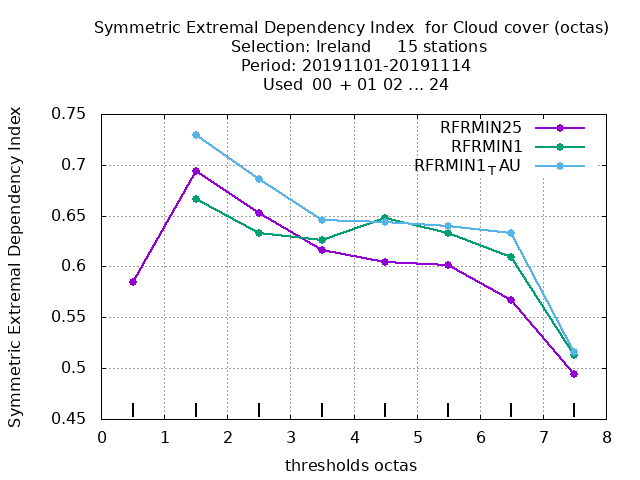 Symmetric Extremal Dependency Index  for Cloud cover (octas)
Selection: Ireland     15 stations
Period: 20191101-20191114
Used  00  + 01 02 ... 24
Symmetric Extremal Dependency Index
0.75
0.7
0.65
0.6
0.55
0.5
0.45
RFRMIN25
RFRMIN1
RFRMIN1TAU
0 1 2 3 4 5 6 7 8
thresholds octas